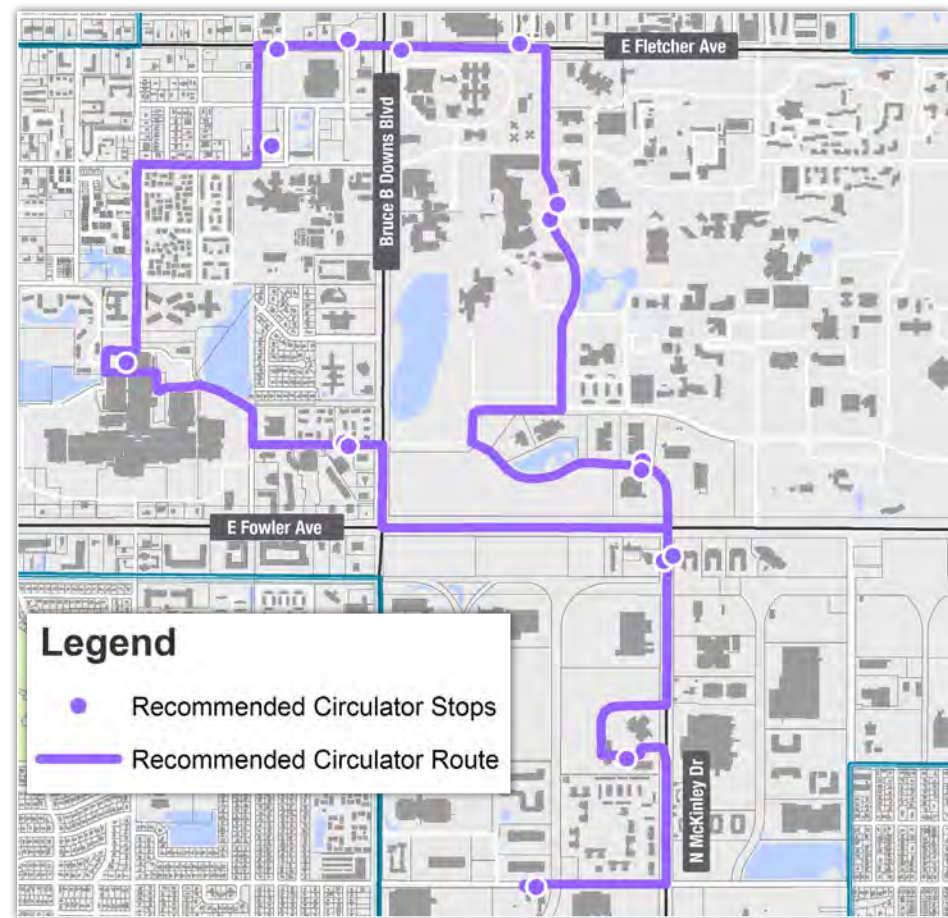 E Fletcher Ave
Bruce B Downs Blvd
E Fowler Ave
Legend
Recommended Circulator Stops
Recommended Circulator Route
N McKinley Dr